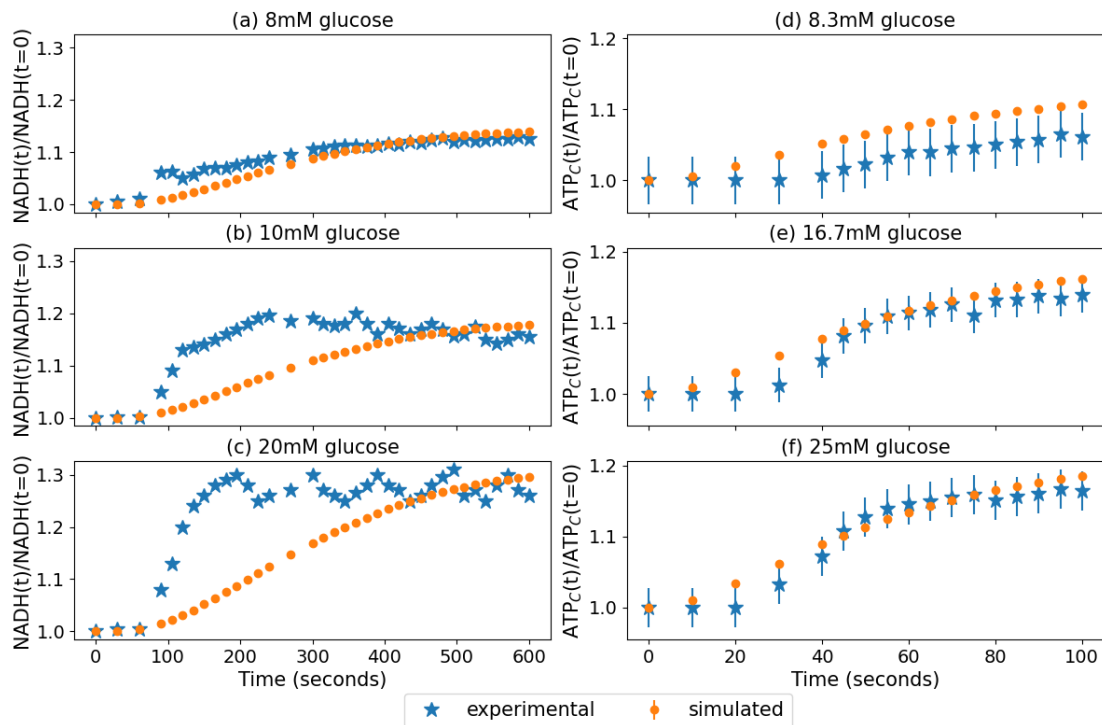 (a) 8mM glucose
NADH(t)/NADH(t=0)
1.3
1.2
1.1
1.0
(d) 8.3mM glucose
ATP_C(t)/ATP_C(t=0)
1.2
1.1
1.0
(b) 10mM glucose
NADH(t)/NADH(t=0)
1.3
1.2
1.1
1.0
(e) 16.7mM glucose
ATP_C(t)/ATP_C(t=0)
1.2
1.1
1.0
(c) 20mM glucose
NADH(t)/NADH(t=0)
1.3
1.2
1.1
1.0
0 100 200 300 400 500 600
Time (seconds)
(f) 25mM glucose
ATP_C(t)/ATP_C(t=0)
1.2
1.1
1.0
0 20 40 60 80 100
Time (seconds)
experimental simulated